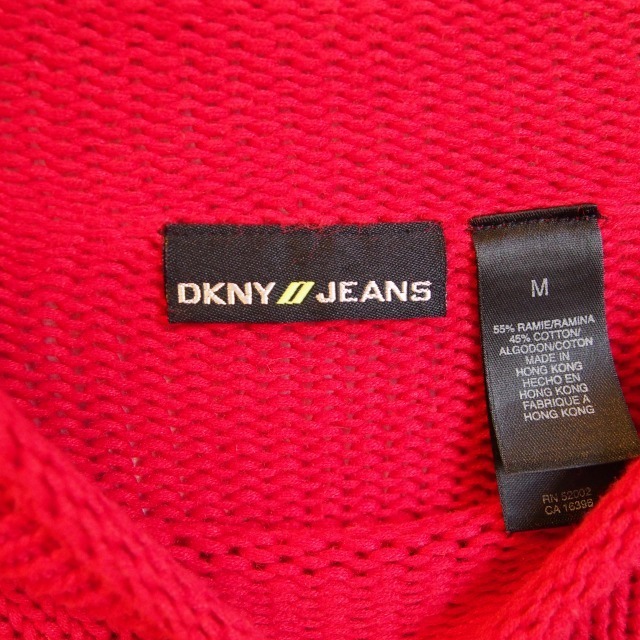 DKNY // JEANS
M
55% RAMIE/RAMINA
45% COTTON/
ALGODON/COTON
MADE IN
HONG KONG
HECHO EN
HONG KONG
FABRIQUE A
HONG KONG
RN 52002
CA 16398